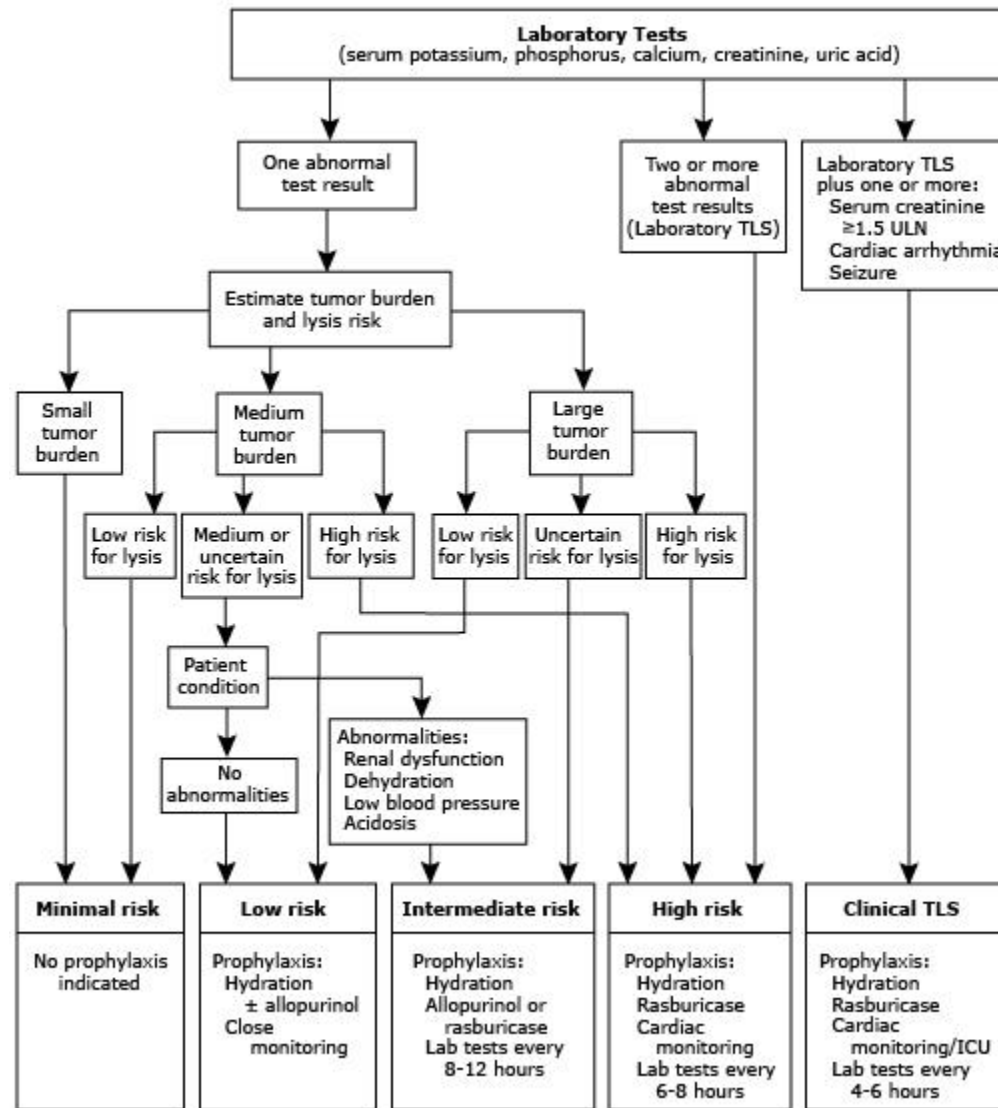 Laboratory Tests
(serum potassium, phosphorus, calcium, creatinine, uric acid)
One abnormal
test result
Two or more
abnormal
test results
(Laboratory TLS)
Laboratory TLS
plus one or more:
Serum creatinine
≥1.5 ULN
Cardiac arrhythmia
Seizure
Estimate tumor burden
and lysis risk
Small
tumor
burden
Medium
tumor
burden
Large
tumor
burden
Low risk
for lysis
Medium or
uncertain
risk for lysis
High risk
for lysis
Low risk
for lysis
Uncertain
risk for lysis
High risk
for lysis
Patient
condition
No
abnormalities
Abnormalities:
Renal dysfunction
Dehydration
Low blood pressure
Acidosis
Minimal risk
No prophylaxis
indicated
Low risk
Prophylaxis:
Hydration
± allopurinol
Close
monitoring
Intermediate risk
Prophylaxis:
Hydration
Allopurinol or
rasburicase
Lab tests every
8-12 hours
High risk
Prophylaxis:
Hydration
Rasburicase
Cardiac
monitoring
Lab tests every
6-8 hours
Clinical TLS
Prophylaxis:
Hydration
Rasburicase
Cardiac
monitoring/ICU
Lab tests every
4-6 hours